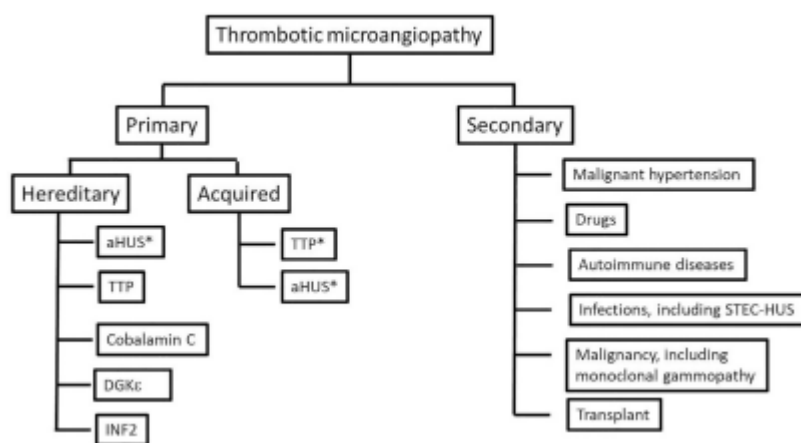 Thrombotic microangiopathy
Primary
Secondary
Hereditary
Acquired
aHUS*
TTP
Cobalamin C
DGKε
INF2
TTP*
aHUS*
Malignant hypertension
Drugs
Autoimmune diseases
Infections, including STEC-HUS
Malignancy, including
monoclonal gammopathy
Transplant